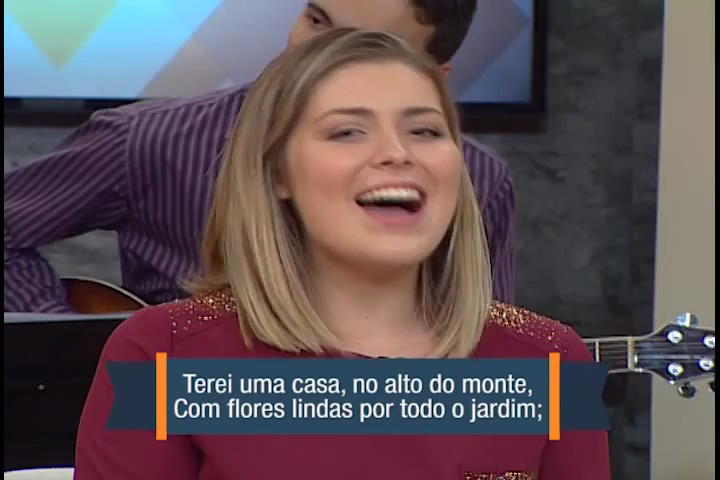 Terei uma casa, no alto do monte,
Com flores lindas por todo o jardim;